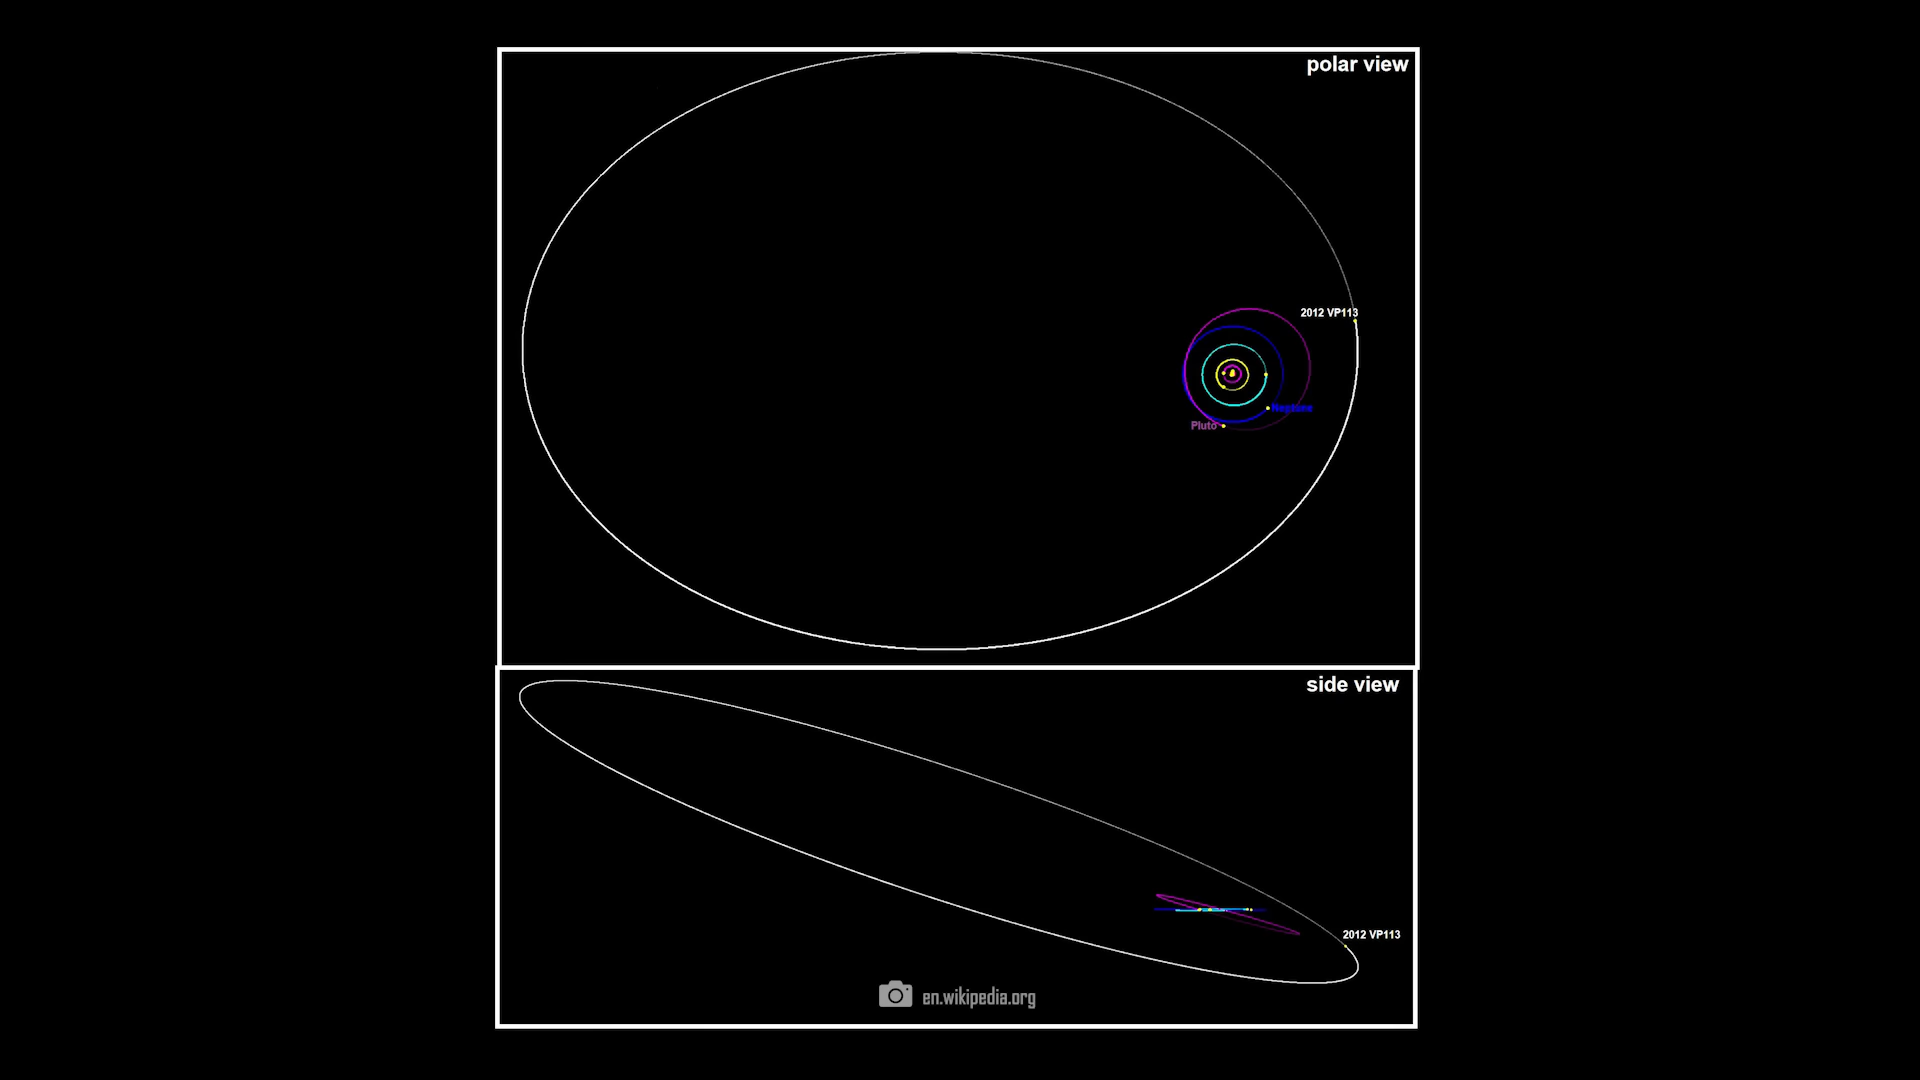 polar view
2012 VP113
Neptune
Pluto
side view
2012 VP113
en.wikipedia.org